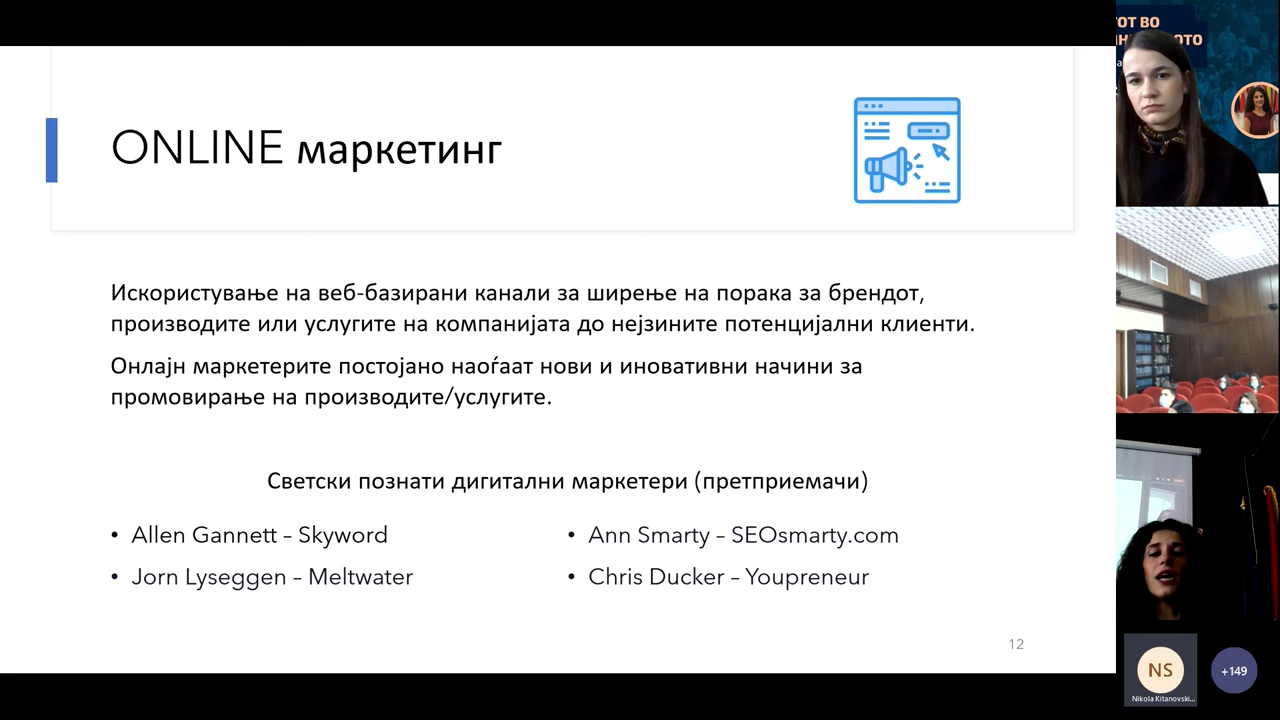 ONLINE маркетинг
Искористување на веб-базирани канали за ширење на порака за брендот,
производите или услугите на компанијата до нејзините потенцијални клиенти.
Онлајн маркетерите постојано наоѓаат нови и иновативни начини за
промовирање на производите/услугите.
Светски познати дигитални маркетери (претприемачи)
• Allen Gannett – Skyword
• Jorn Lyseggen – Meltwater
• Ann Smarty – SEOsmarty.com
• Chris Ducker – Youpreneur
12
ТОТ ВО
NS
Nikola Kitanovski...
+149